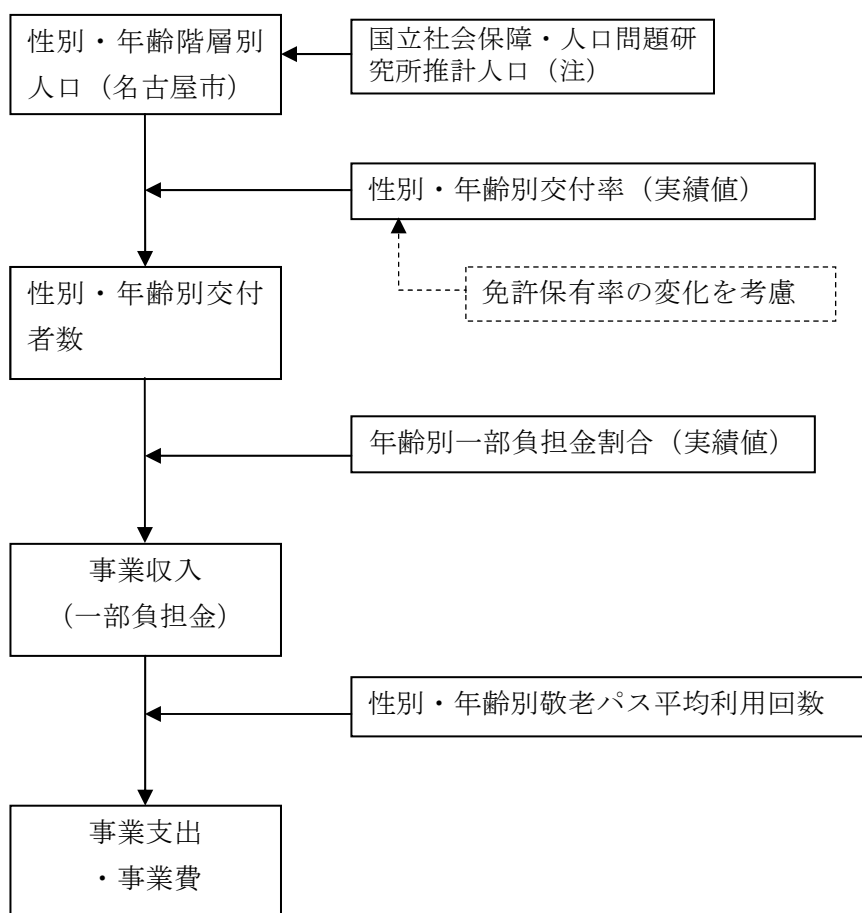 性別・年齢階層別
人口（名古屋市）
国立社会保障・人口問題研
究所推計人口（注）
性別・年齢別交付率（実績値）
免許保有率の変化を考慮
性別・年齢別交付
者数
年齢別一部負担金割合（実績値）
事業収入
（一部負担金）
性別・年齢別敬老パス平均利用回数
事業支出
・事業費